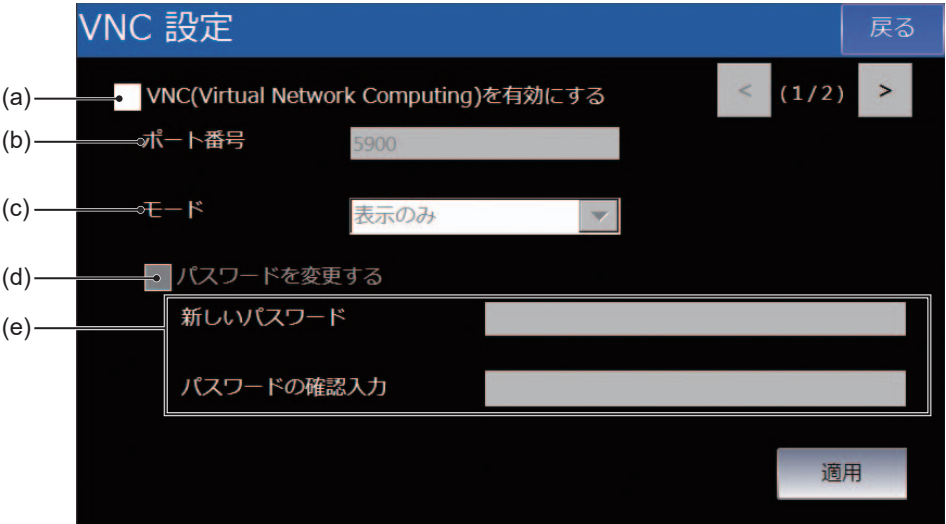 VNC 設定
戻る
(a)
VNC(Virtual Network Computing)を有効にする
<
(1/2)
>
(b)
ポート番号
5900
(c)
モード
表示のみ
(d)
パスワードを変更する
(e)
新しいパスワード
パスワードの確認入力
適用